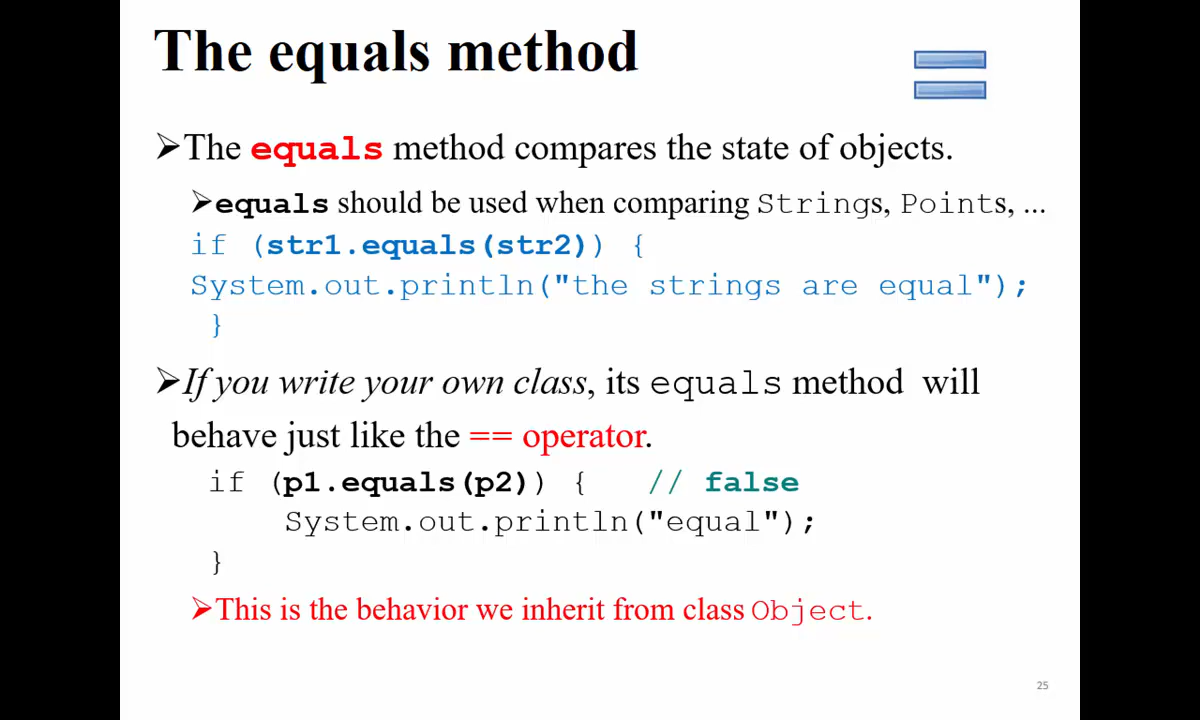 The equals method
➢The equals method compares the state of objects.
➢equals should be used when comparing Strings, Points, ...
if (str1.equals(str2)) {
System.out.println("the strings are equal");
}
➢If you write your own class, its equals method will
behave just like the == operator.
if (p1.equals(p2)) { // false
System.out.println("equal");
}
➢This is the behavior we inherit from class Object.
25